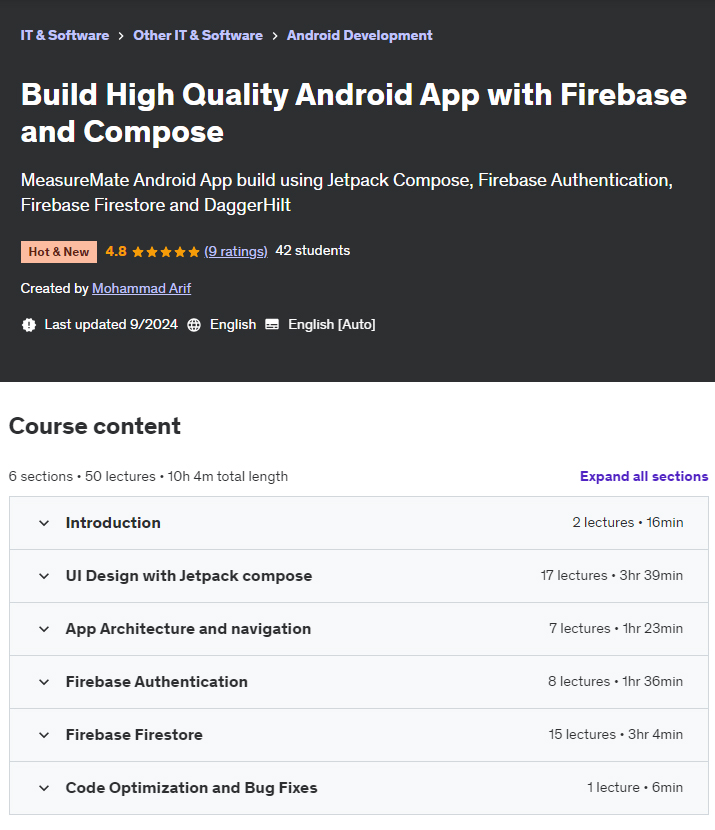 IT & Software > Other IT & Software > Android Development
Build High Quality Android App with Firebase
and Compose
MeasureMate Android App build using Jetpack Compose, Firebase Authentication,
Firebase Firestore and DaggerHilt
Hot & New 4.8 (9 ratings) 42 students
Created by Mohammad Arif
Last updated 9/2024 English English [Auto]
Course content
6 sections • 50 lectures • 10h 4m total length Expand all sections
Introduction 2 lectures • 16min
UI Design with Jetpack compose 17 lectures • 3hr 39min
App Architecture and navigation 7 lectures • 1hr 23min
Firebase Authentication 8 lectures • 1hr 36min
Firebase Firestore 15 lectures • 3hr 4min
Code Optimization and Bug Fixes 1 lecture • 6min